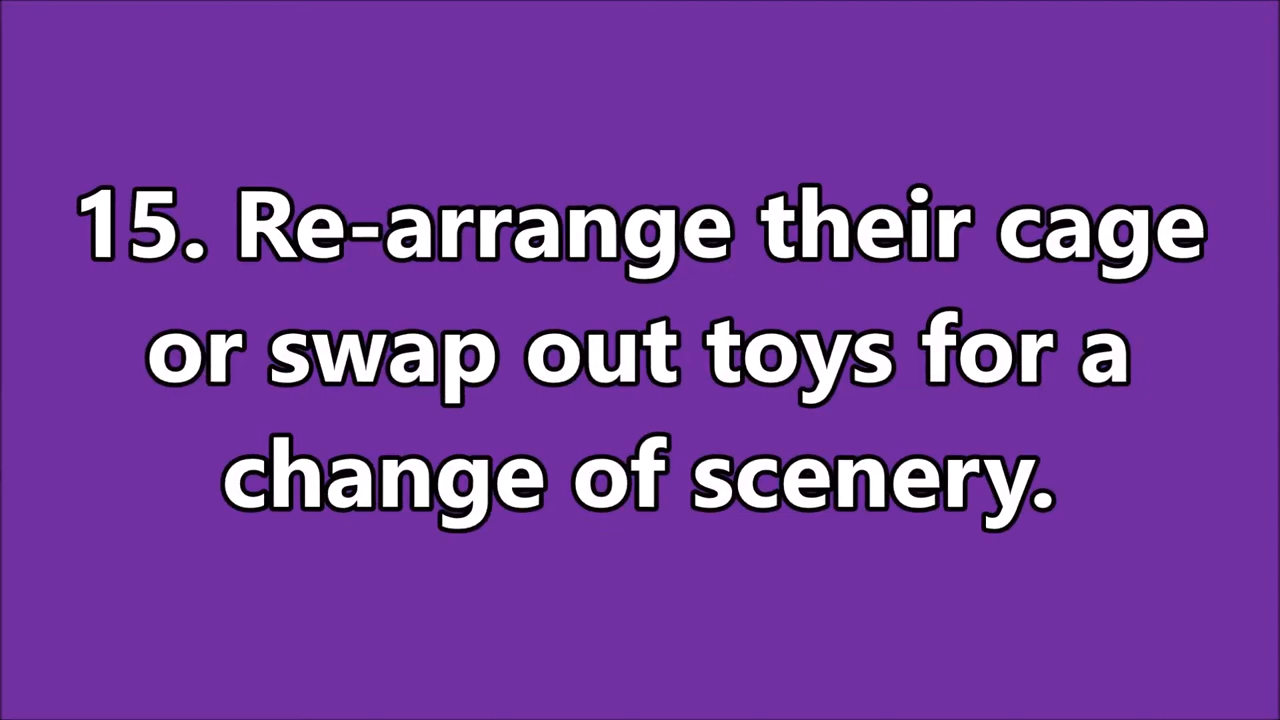 15. Re-arrange their cage
or swap out toys for a
change of scenery.